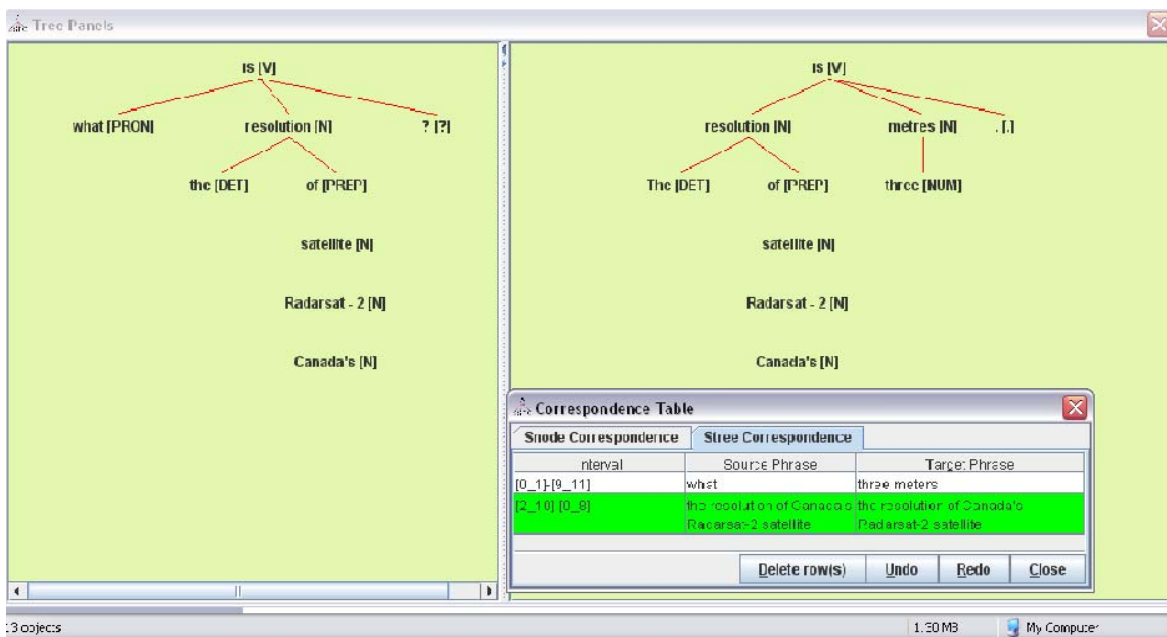 Tree Panels
is [V]
what [PRON] resolution [N] ? [?]
the [DET] of [PREP]
satellite [N]
Radarsat - 2 [N]
Canada's [N]
is [V]
resolution [N] metres [N] . [.]
The [DET] of [PREP] three [NUM]
satellite [N]
Radarsat - 2 [N]
Canada's [N]
Correspondence Table
Snode Correspondence Stree Correspondence
Interval Source Phrase Target Phrase
[0_1]-[9_11] what three meters
[2_10] [0_8] the resolution of Canada's the resolution of Canada's
Radarsat-2 satellite Radarsat-2 satellite
Delete row(s) Undo Redo Close
objects 1.30 MB My Computer